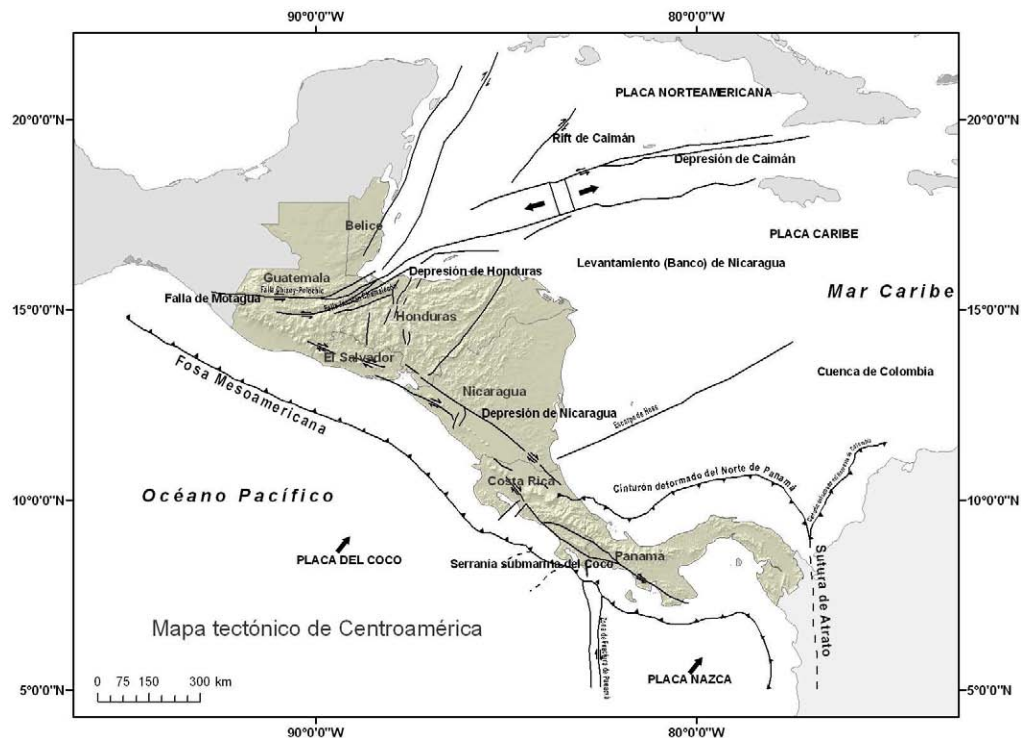 90°0'0"W
80°0'0"W
PLACA NORTEAMERICANA
20°0'0"N
20°0'0"N
Rift de Caimán
Depresión de Caimán
Belice
PLACA CARIBE
Depresión de Honduras
Levantamiento (Banco) de Nicaragua
Guatemala
Falla Chixoy-Polochic
Falla de Motagua
Mar Caribe
15°0'0"N
15°0'0"N
Honduras
El Salvador
Fosa Mesoamericana
Cuenca de Colombia
Nicaragua
Depresión de Nicaragua
Escarpe de Hess
Costa Rica
Cinturón deformado del Norte de Panamá
Océano Pacífico
10°0'0"N
10°0'0"N
PLACA DEL COCO
Serranía submarina del Coco
Panamá
Sutura de Atrato
Zona de Fractura de Panamá
Mapa tectónico de Centroamérica
PLACA NAZCA
0 75 150 300 km
5°0'0"N
5°0'0"N
90°0'0"W
80°0'0"W